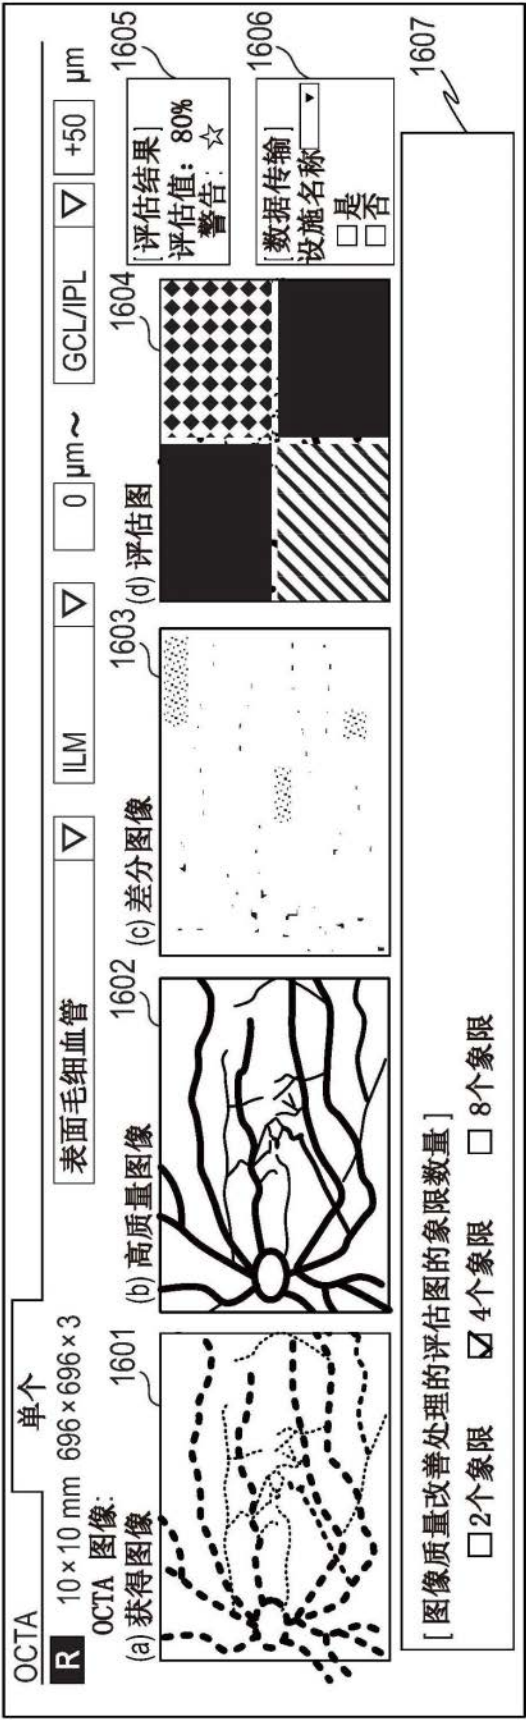 OCTA
单个
R 10×10 mm 696×696×3
表面毛细血管 ▽ ILM ▽ 0 μm～ GCL/IPL ▽ +50 μm
OCTA 图像:
(a) 获得图像 1601
(b) 高质量图像 1602
(c) 差分图像 1603
(d) 评估图 1604
1605
[评估结果]
评估值: 80%
警告: ☆
1606
[数据传输]
设施名称 ▼
□是
□否
1607
[图像质量改善处理的评估图的象限数量]
□2个象限 ☑4个象限 □8个象限